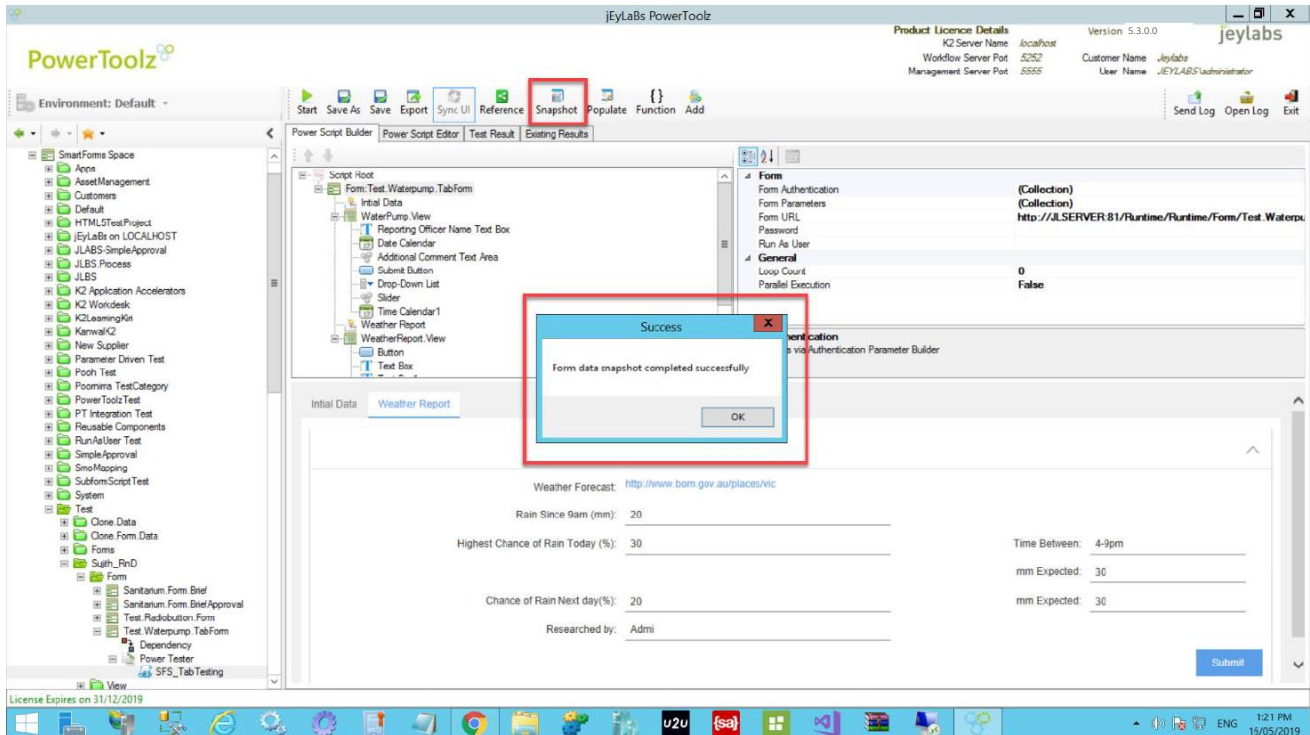 jEyLaBs PowerToolz
PowerToolz
Product Licence Details
K2 Server Name localhost
Workflow Server Port 5252
Management Server Port 5555
Version 5.3.0.0
Customer Name Jeylabs
User Name JEYLABS\administrator
jeylabs
Environment: Default
Start Save As Save Export Sync UI Reference Snapshot Populate Function Add
Send Log Open Log Exit
Power Script Builder Power Script Editor Test Result Existing Results
SmartForms Space
Apps
AssetManagement
Customers
Default
HTML5TestProject
jEyLaBs on LOCALHOST
JLABS-SimpleApproval
JLBS.Process
JLBS
K2 Application Accelerators
K2 Workdesk
K2LearningKiri
KanwalK2
New Supplier
Parameter Driven Test
Pooh Test
Poornima TestCategory
PowerToolzTest
PT Integration Test
Reusable Components
RunAsUser Test
SimpleApproval
SmoMapping
SubformScriptTest
System
Test
Clone.Data
Clone.Form.Data
Forms
Sujth_RnD
Form
Sanitarium.Form.Brief
Sanitarium.Form.BriefApproval
Test.Radiobutton.Form
Test.Waterpump.TabForm
Dependency
Power Tester
SFS_TabTesting
View
Script Root
Form:Test.Waterpump.TabForm
Intial Data
WaterPump.View
Reporting Officer Name Text Box
Date Calendar
Additional Comment Text Area
Submit Button
Drop-Down List
Slider
Time Calendar1
Weather Report
WeatherReport.View
Button
Text Box
Form
Form Authentication (Collection)
Form Parameters (Collection)
Form URL http://JLSERVER:81/Runtime/Runtime/Form/Test.Waterpu
Password
Run As User
General
Loop Count 0
Parallel Execution False
via Authentication Parameter Builder
Success
Form data snapshot completed successfully
OK
Intial Data Weather Report
Weather Forecast: http://www.bom.gov.au/places/vic
Rain Since 9am (mm): 20
Highest Chance of Rain Today (%): 30
Time Between: 4-9pm
mm Expected: 30
Chance of Rain Next day(%): 20
mm Expected: 30
Researched by: Admi
Submit
License Expires on 31/12/2019
u2u {sa} ENG 1:21 PM
15/05/2019